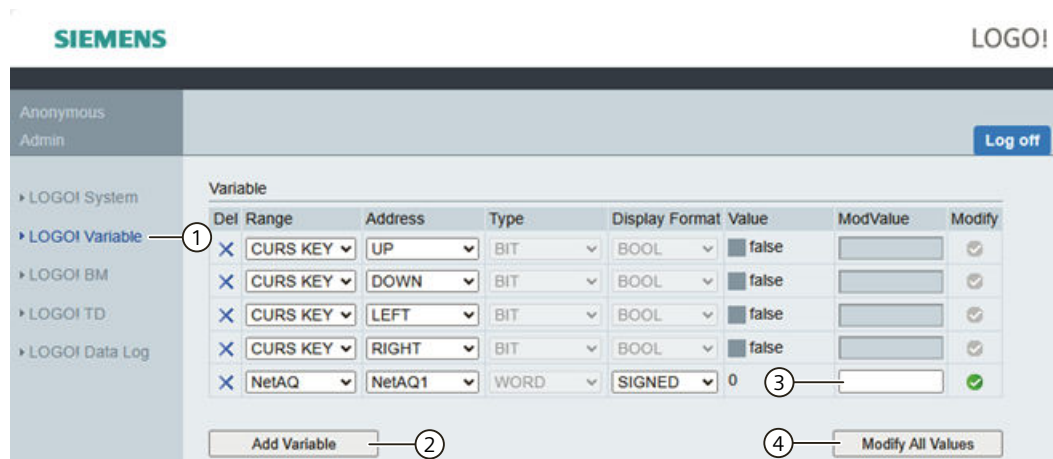 SIEMENS LOGO!
Anonymous
Admin
Log off
LOGO! System
LOGO! Variable
LOGO! BM
LOGO! TD
LOGO! Data Log
1
Variable
Del Range Address Type Display Format Value ModValue Modify
CURS KEY UP BIT BOOL false
CURS KEY DOWN BIT BOOL false
CURS KEY LEFT BIT BOOL false
CURS KEY RIGHT BIT BOOL false
NetAQ NetAQ1 WORD SIGNED 0 3
Add Variable 2 4 Modify All Values